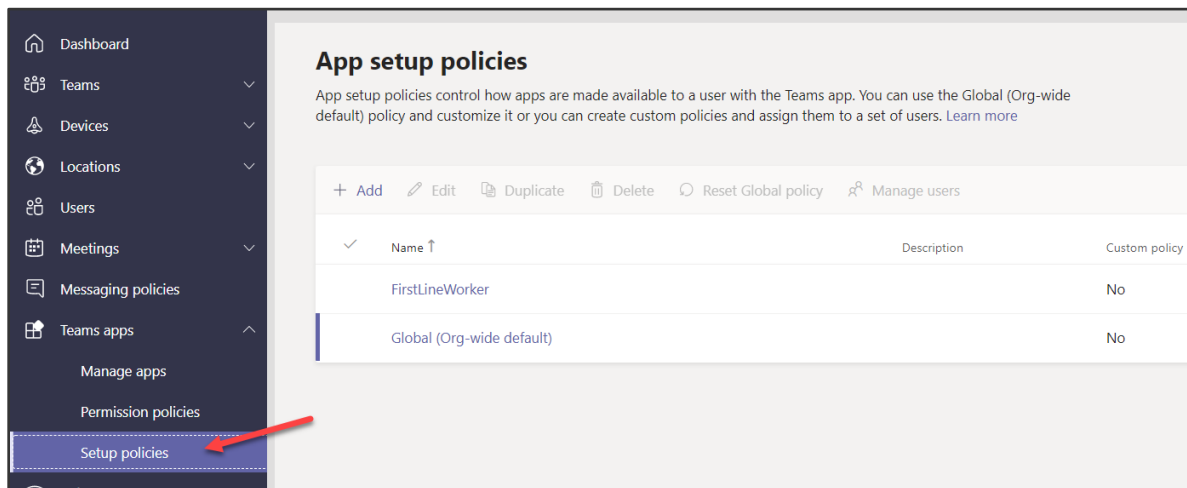 Dashboard
Teams
Devices
Locations
Users
Meetings
Messaging policies
Teams apps
Manage apps
Permission policies
Setup policies
App setup policies
App setup policies control how apps are made available to a user with the Teams app. You can use the Global (Org-wide
default) policy and customize it or you can create custom policies and assign them to a set of users. Learn more
+ Add Edit Duplicate Delete Reset Global policy Manage users
Name ↑ Description Custom policy
FirstLineWorker No
Global (Org-wide default) No